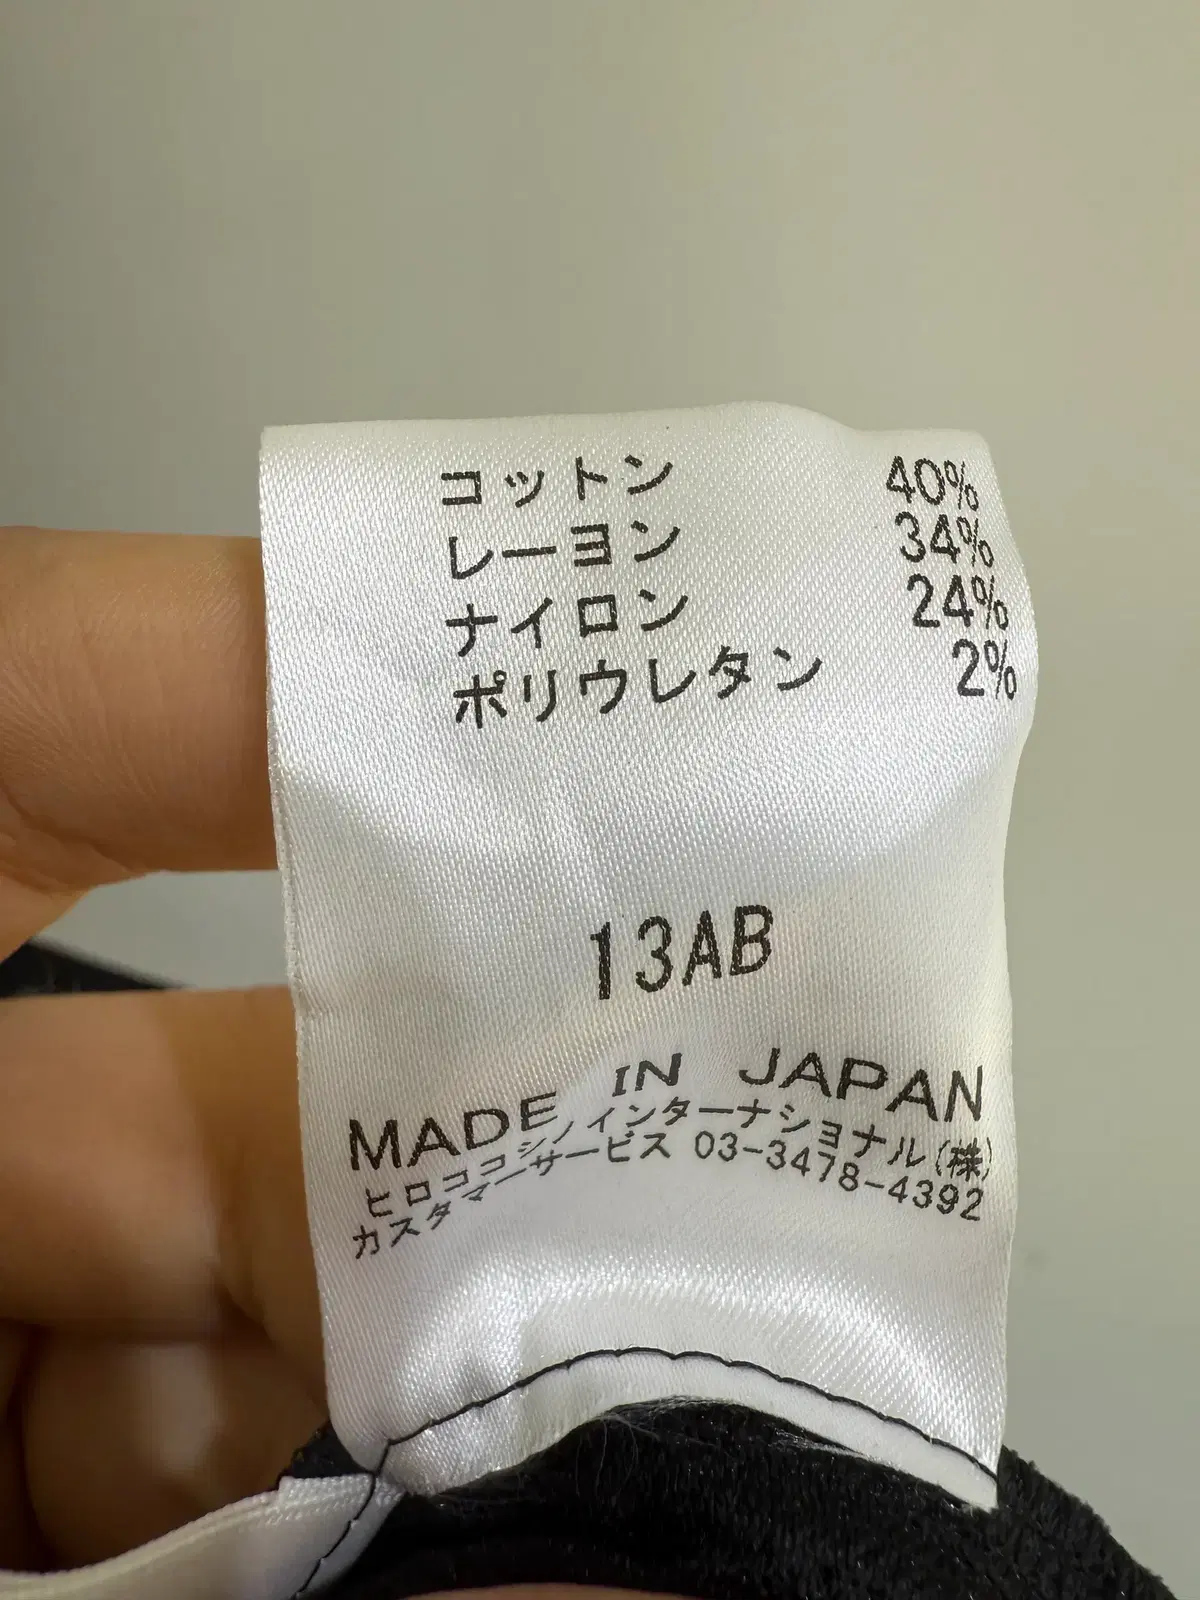 コットン 40%
レーヨン 34%
ナイロン 24%
ポリウレタン 2%
13AB
MADE IN JAPAN
ヒロココシノインターナショナル(株)
カスタマーサービス 03-3478-4392